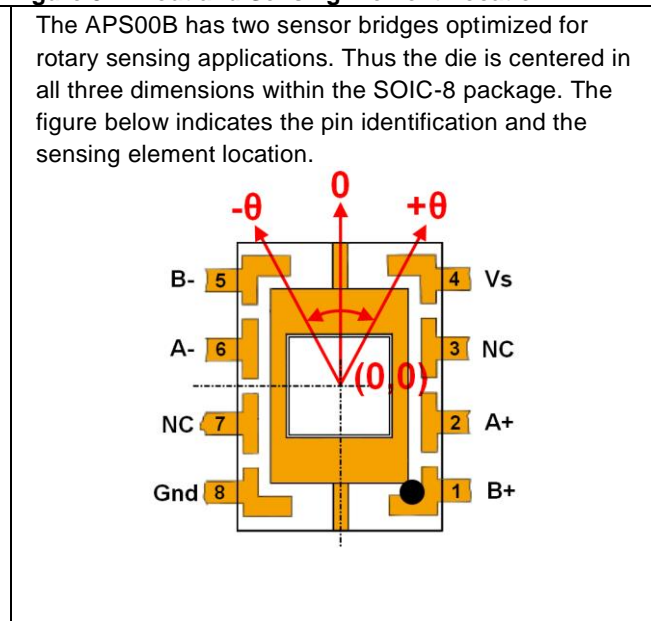 The APS00B has two sensor bridges optimized for
rotary sensing applications. Thus the die is centered in
all three dimensions within the SOIC-8 package. The
figure below indicates the pin identification and the
sensing element location.
-θ 0 +θ
B- 5 4 Vs
A- 6 3 NC
(0,0)
NC 7 2 A+
Gnd 8 1 B+